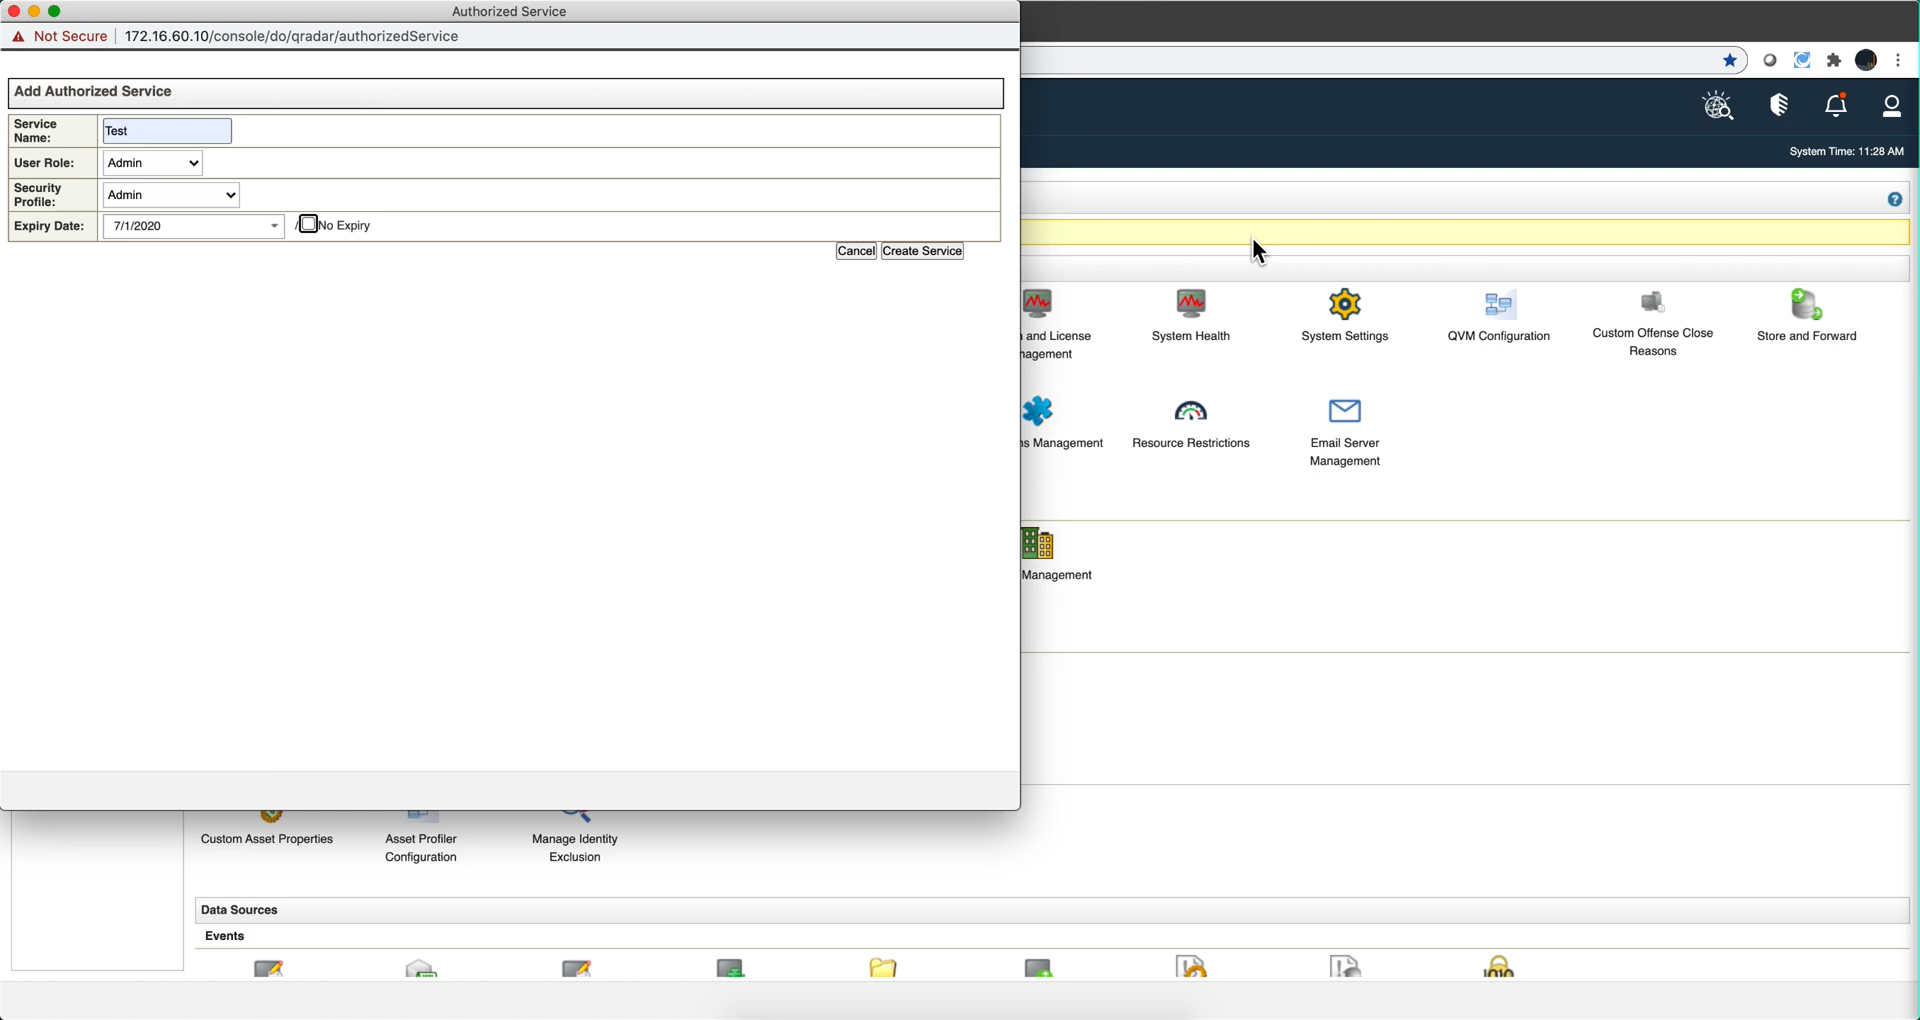 Authorized Service
Not Secure | 172.16.60.10/console/do/qradar/authorizedService
Add Authorized Service
Service
Name:
Test
User Role:
Admin
Security
Profile:
Admin
Expiry Date:
7/1/2020
/ No Expiry
Cancel
Create Service
System Time: 11:28 AM
and License
agement
System Health
System Settings
QVM Configuration
Custom Offense Close
Reasons
Store and Forward
s Management
Resource Restrictions
Email Server
Management
Management
Custom Asset Properties
Asset Profiler
Configuration
Manage Identity
Exclusion
Data Sources
Events